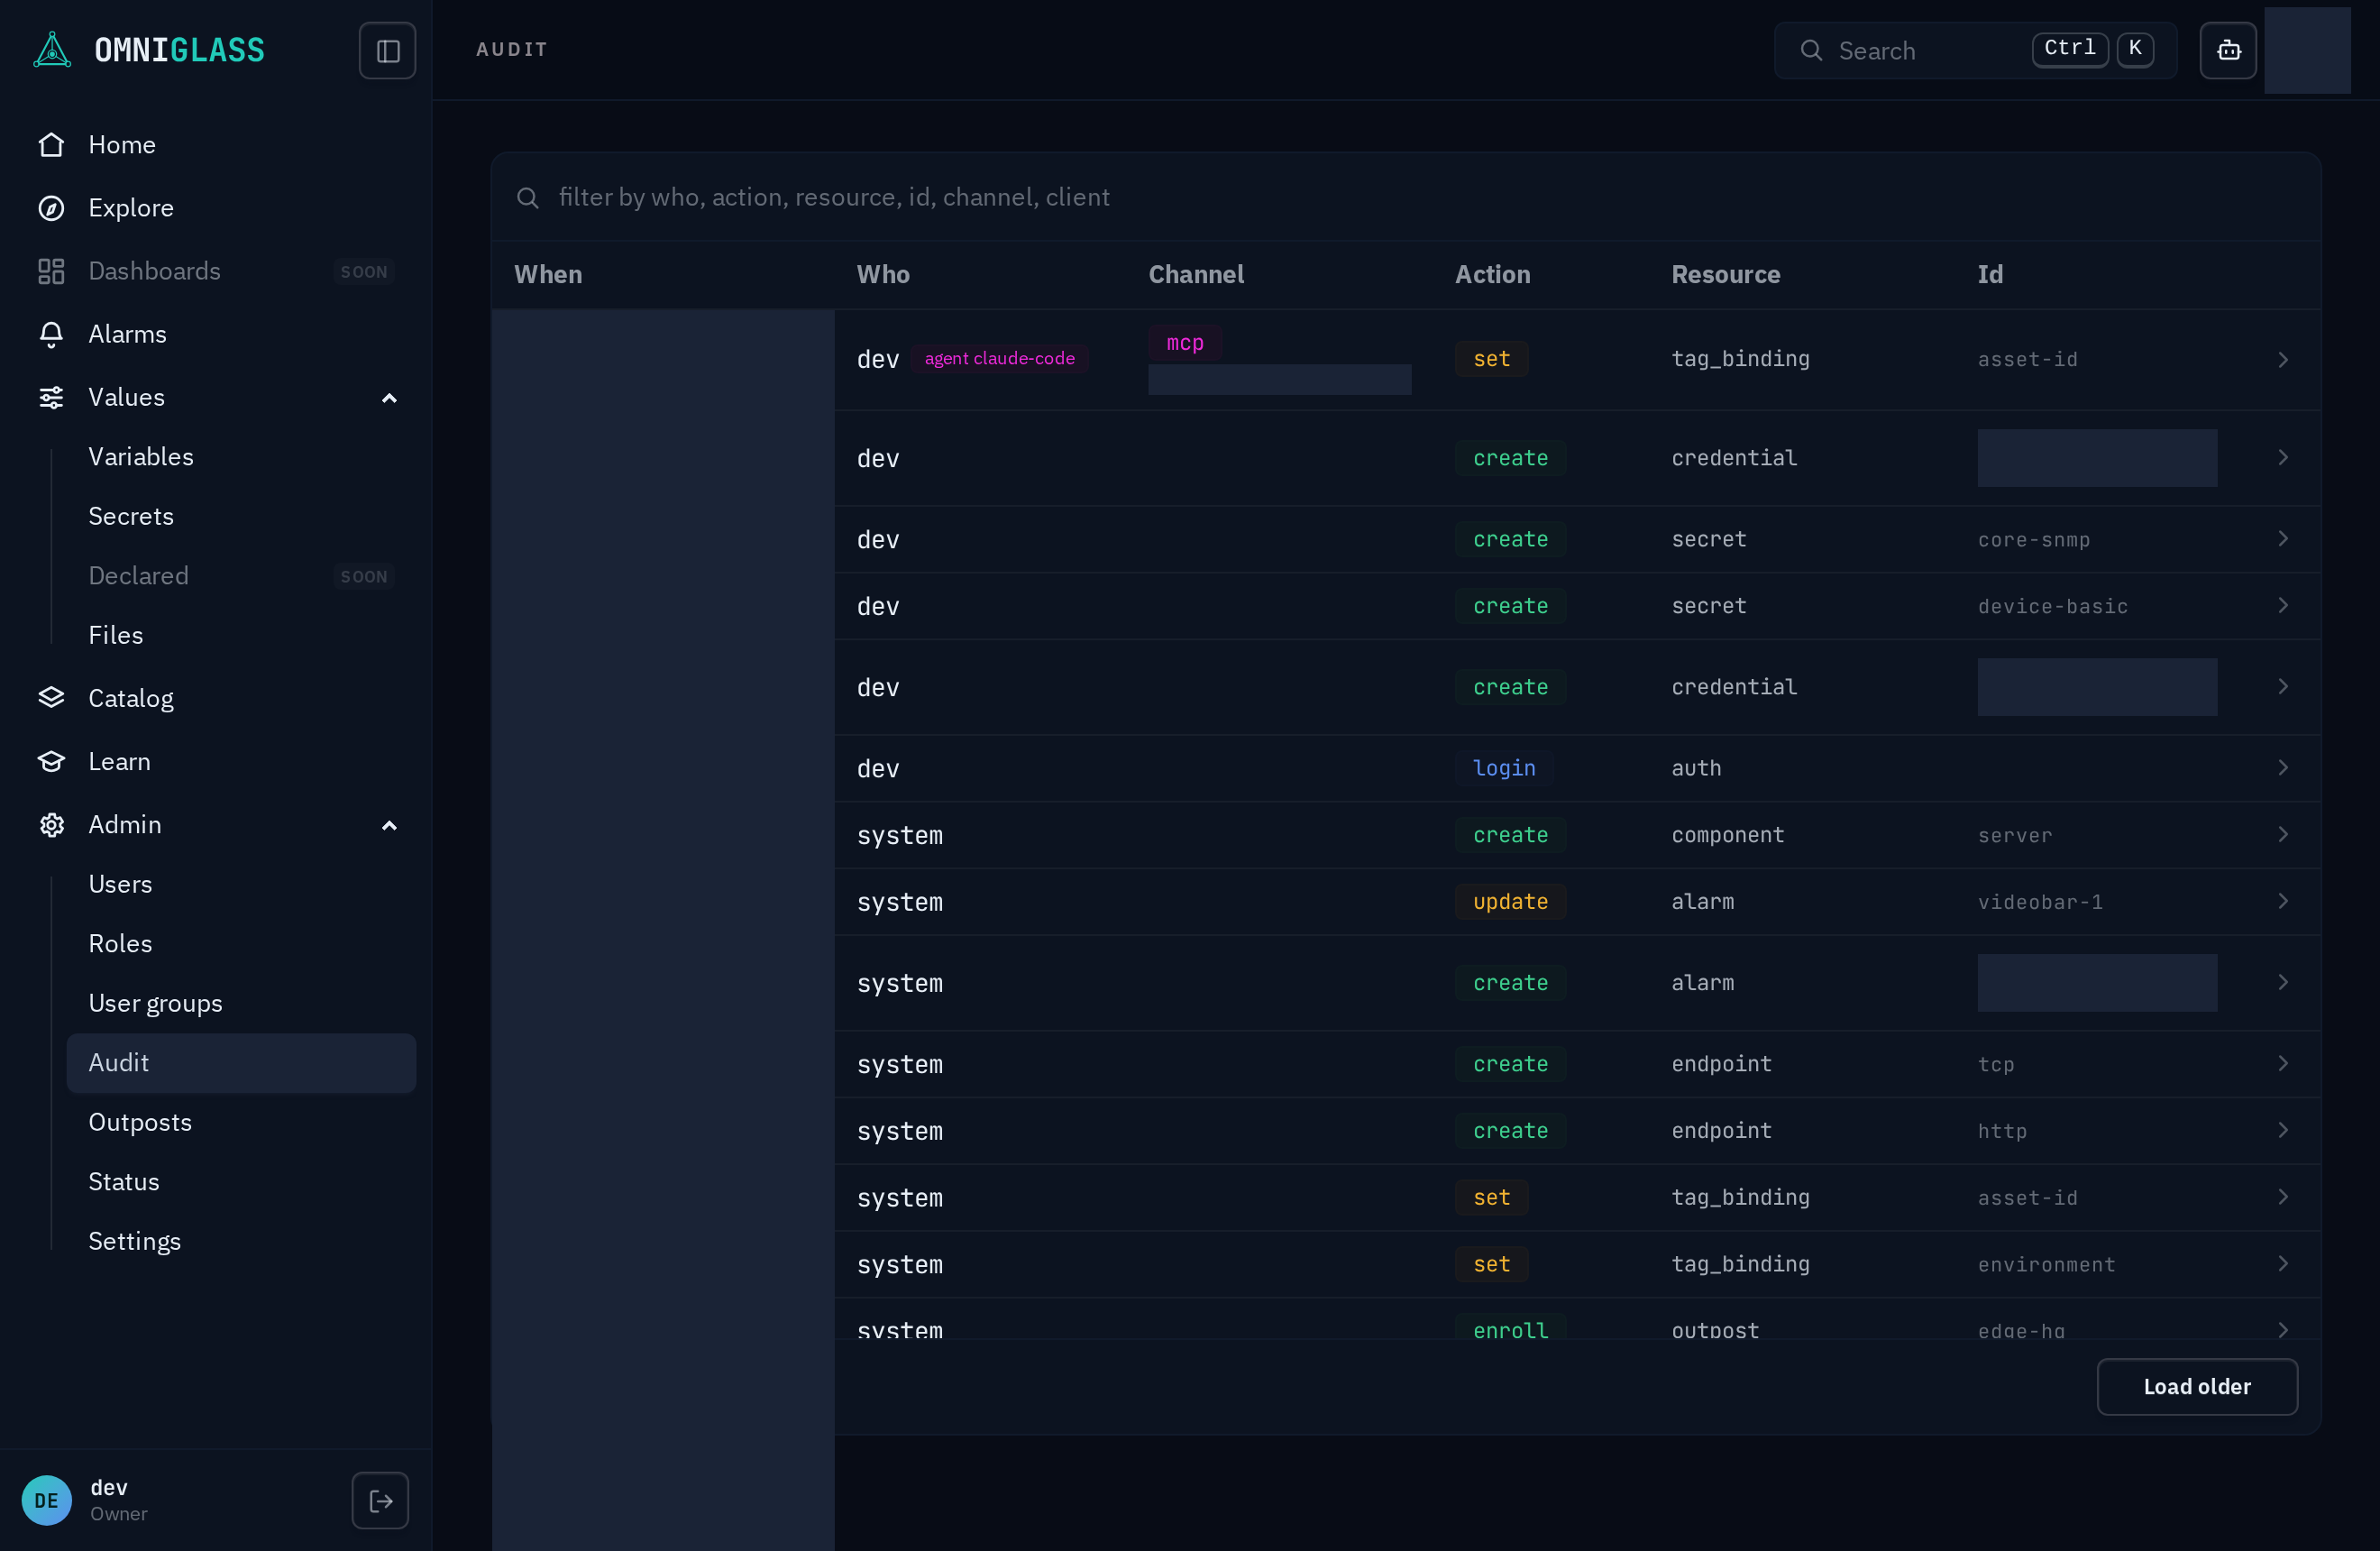 OMNIGLASS
AUDIT
Search Ctrl K
Home
Explore
Dashboards SOON
Alarms
Values
Variables
Secrets
Declared SOON
Files
Catalog
Learn
Admin
Users
Roles
User groups
Audit
Outposts
Status
Settings
DE dev
Owner
filter by who, action, resource, id, channel, client
When Who Channel Action Resource Id
dev agent claude-code mcp set tag_binding asset-id
dev create credential
dev create secret core-snmp
dev create secret device-basic
dev create credential
dev login auth
system create component server
system update alarm videobar-1
system create alarm
system create endpoint tcp
system create endpoint http
system set tag_binding asset-id
system set tag_binding environment
system enroll outpost edge-hq
Load older